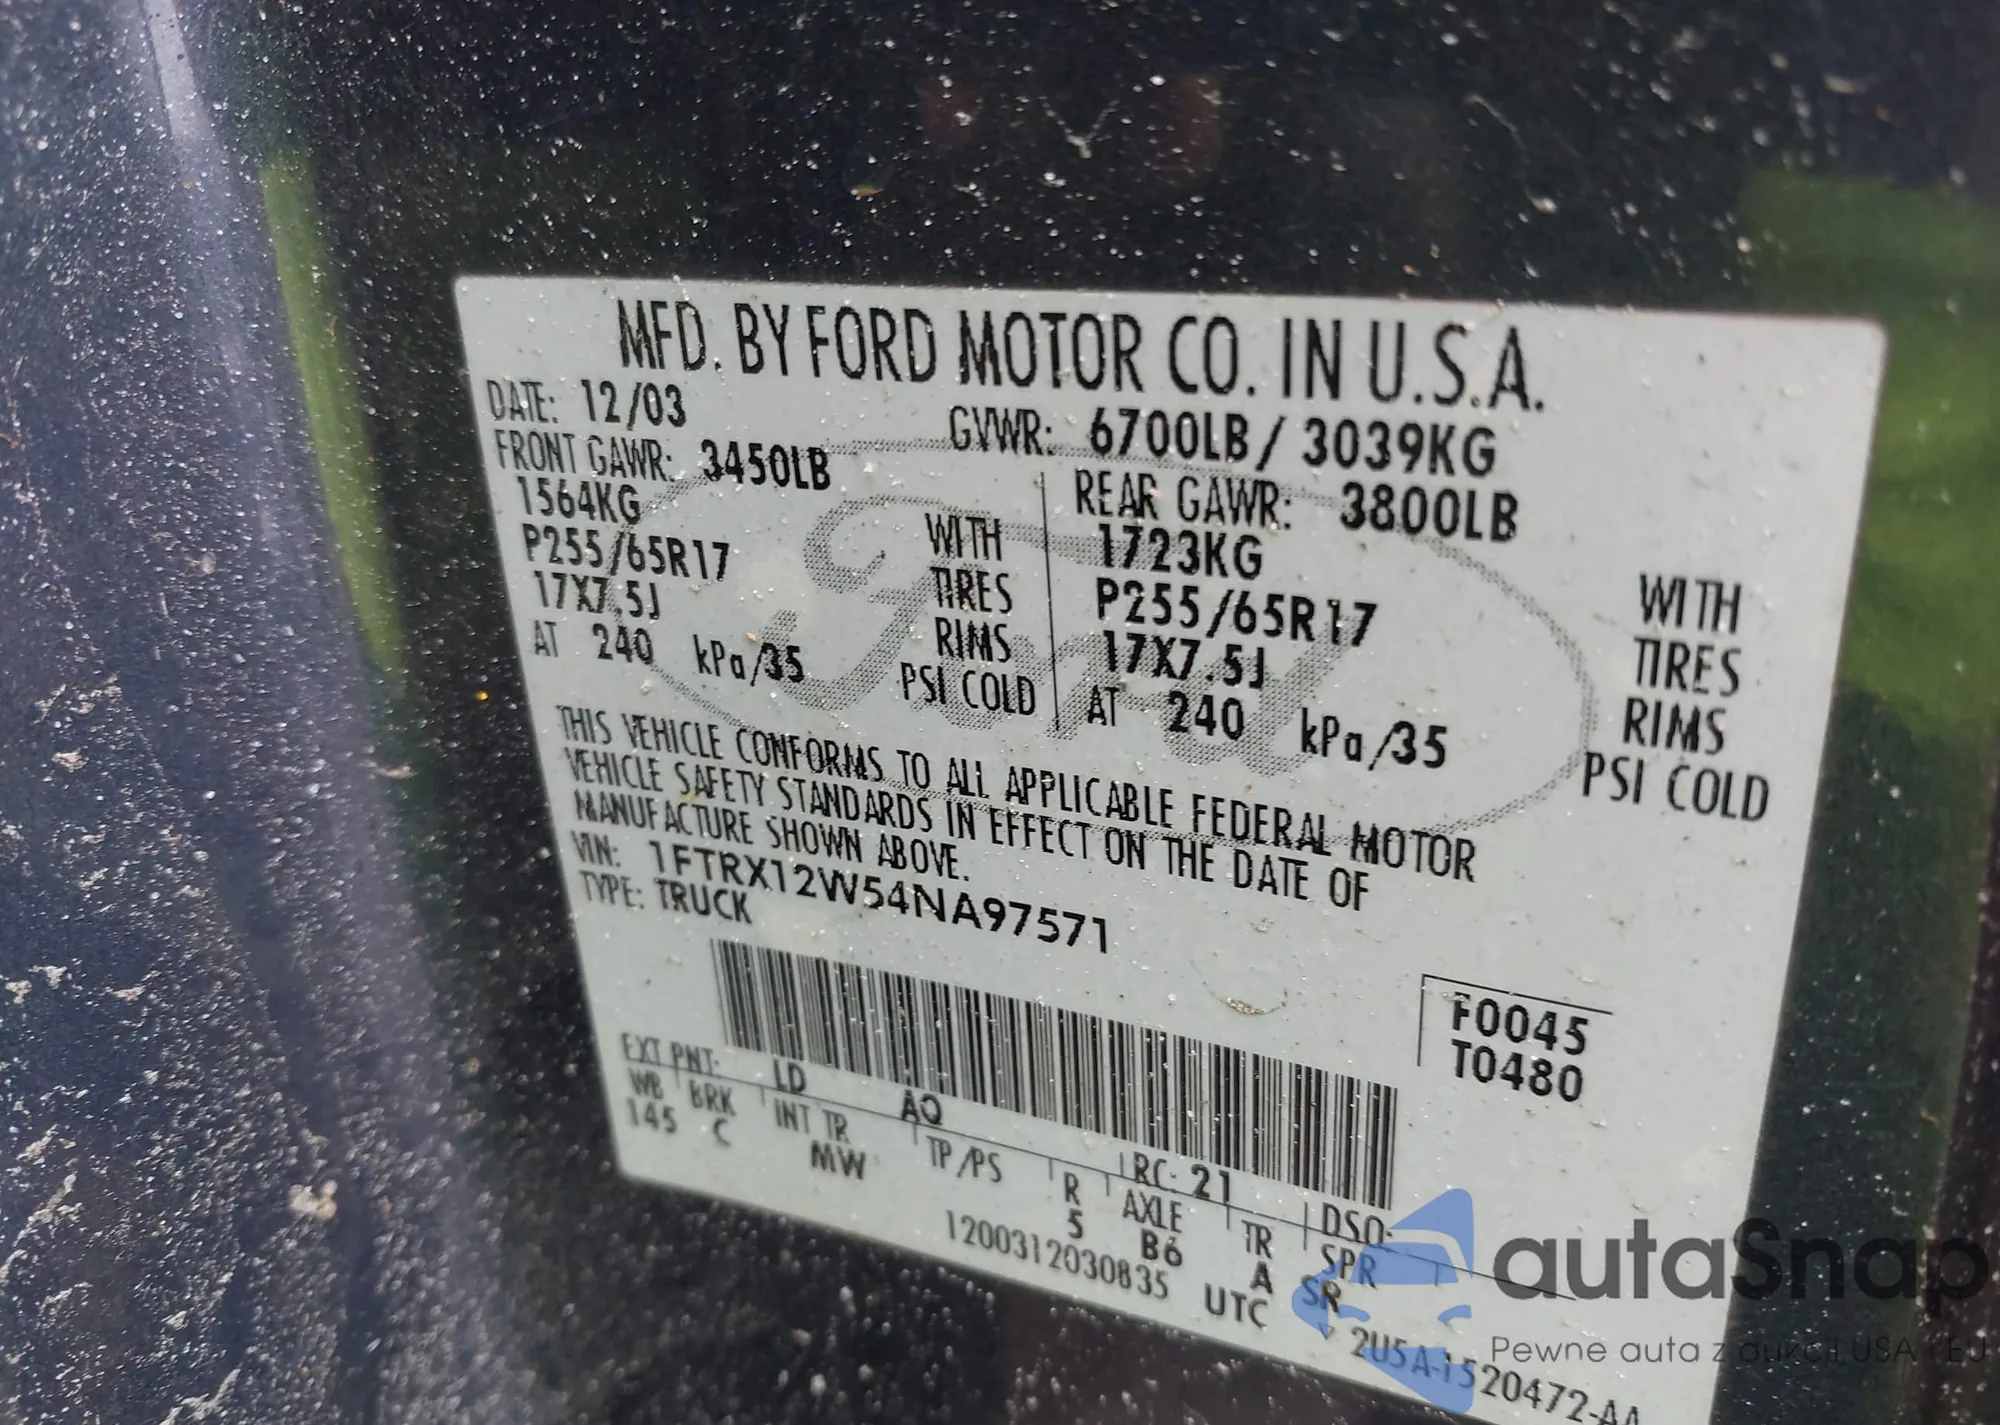 MFD. BY FORD MOTOR CO. IN U.S.A.
DATE: 12/03 GVWR: 6700LB / 3039KG
FRONT GAWR: 3450LB REAR GAWR: 3800LB
1564KG WITH 1723KG WITH
P255/65R17 TIRES P255/65R17 TIRES
17X7.5J RIMS 17X7.5J RIMS
AT 240 kPa/35 PSI COLD AT 240 kPa/35 PSI COLD
THIS VEHICLE CONFORMS TO ALL APPLICABLE FEDERAL MOTOR
VEHICLE SAFETY STANDARDS IN EFFECT ON THE DATE OF
MANUFACTURE SHOWN ABOVE.
VIN: 1FTRX12W54NA97571
TYPE: TRUCK
F0045
T0480
EXT PNT: LD AQ RC: 21 DSO:
WB BRK INT TR TP/PS R AXLE TR SPR
145 C MW 5 B6 A SR
1200312030835 UTC
▽ 2U5A-1520472-AA
Ford
autaSnap
Pewne auta z aukcji USA i EU